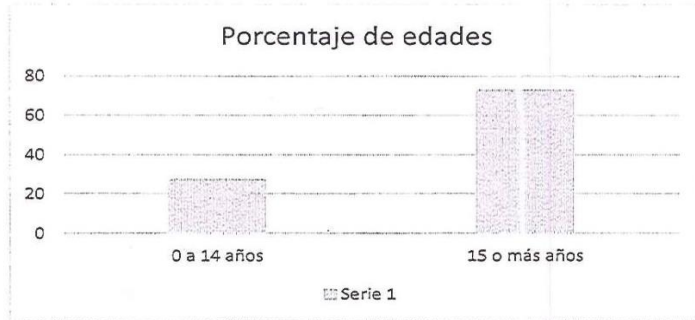 Porcentaje de edades
80
60
40
20
0
0 a 14 años
15 o más años
Serie 1